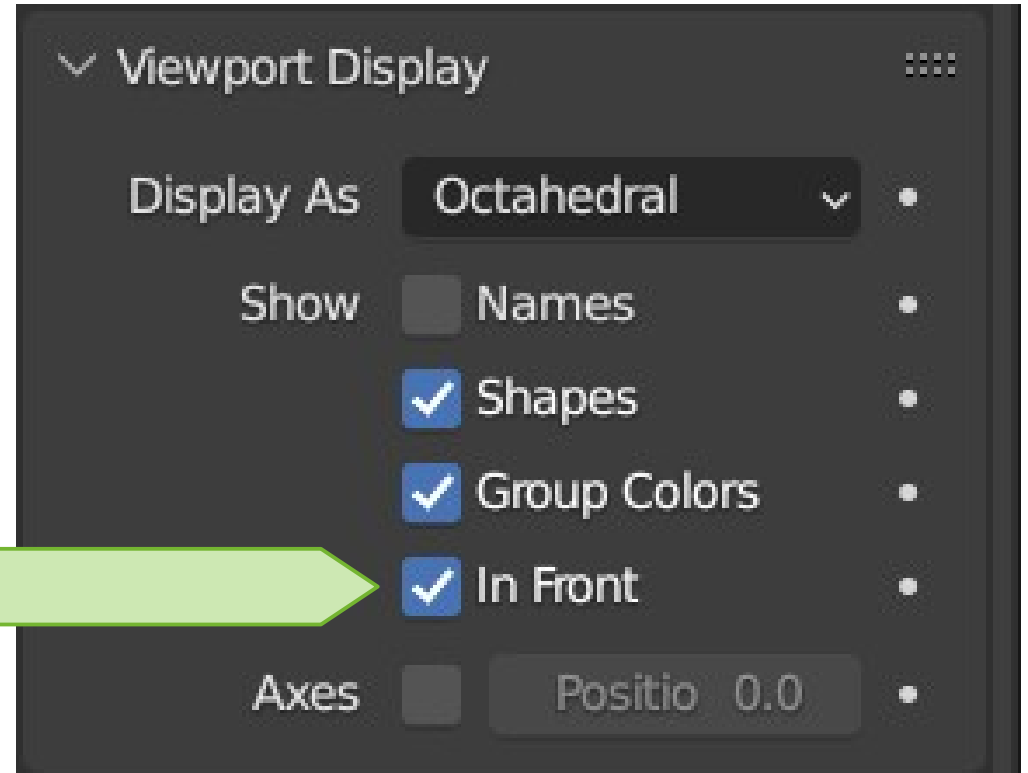 Viewport Display
Display As Octahedral
Show Names
Shapes
Group Colors
In Front
Axes Positio 0.0